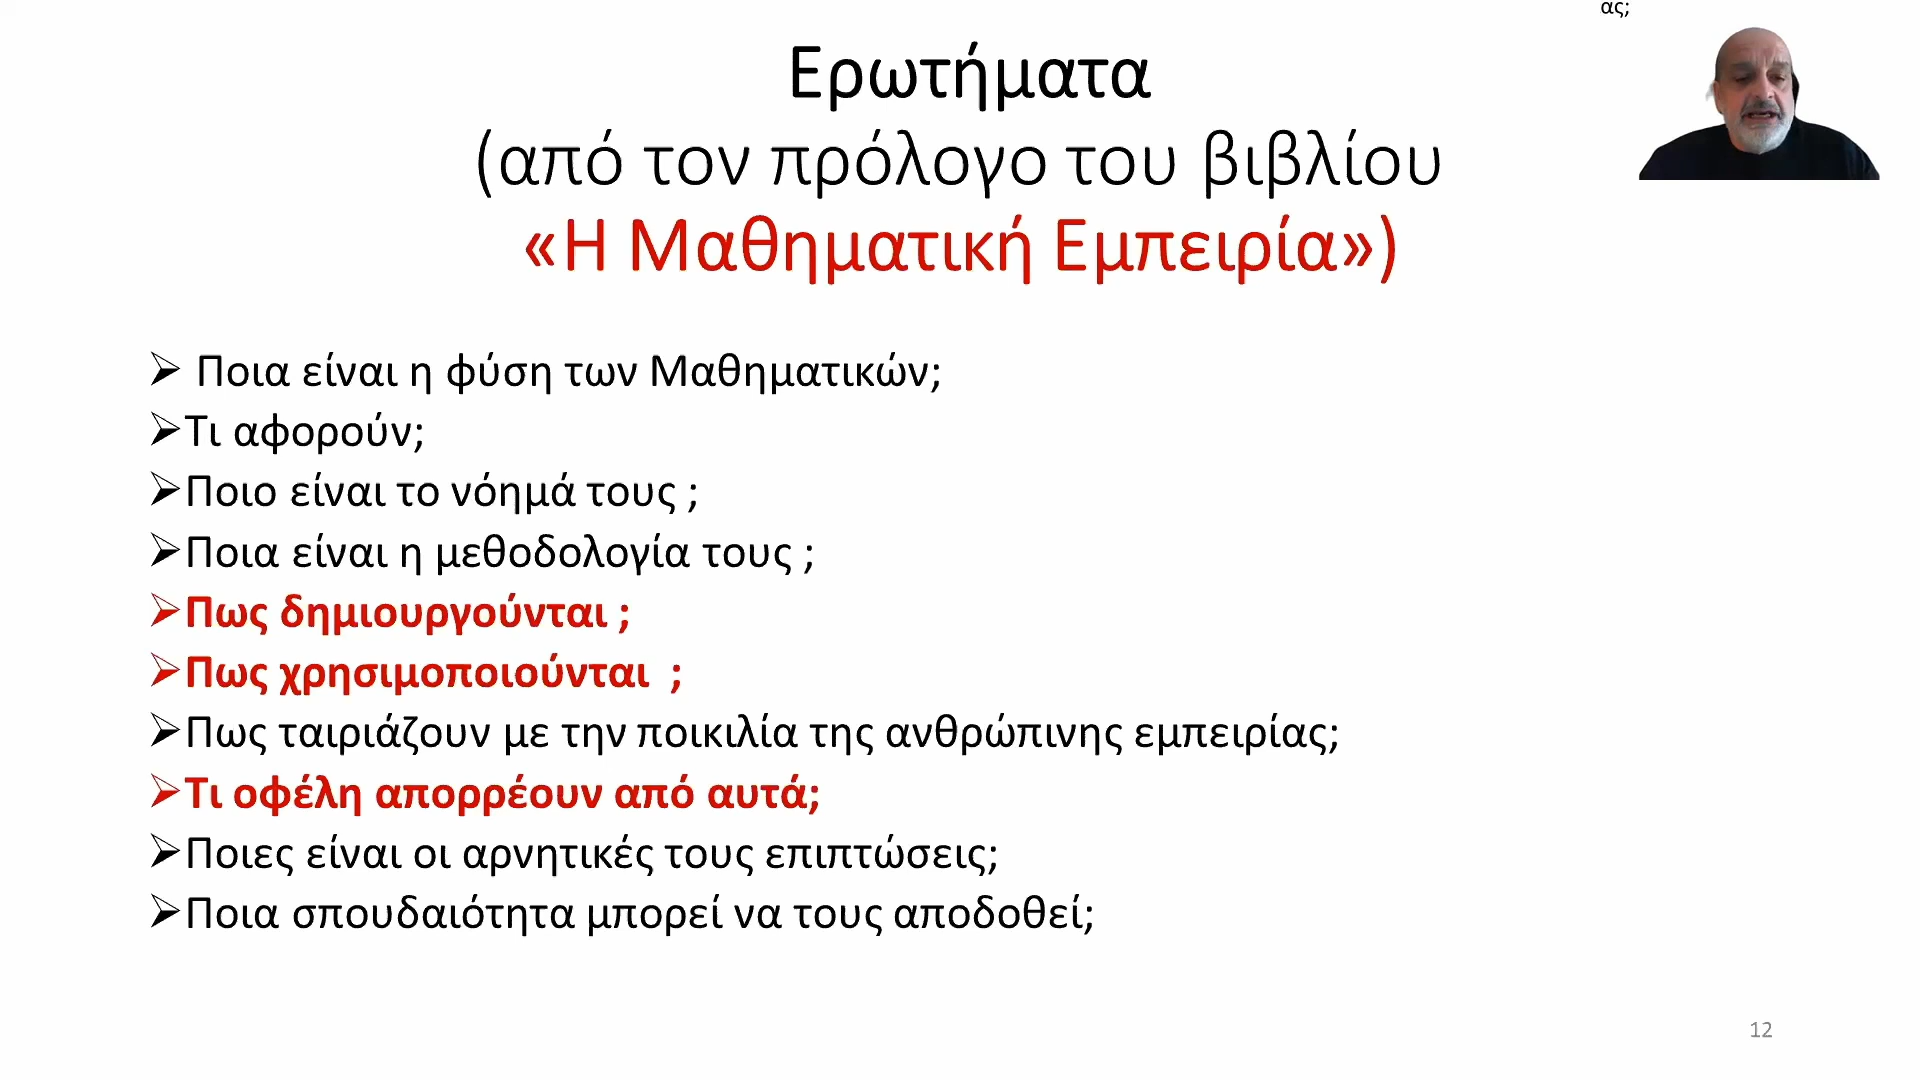 ας;
Ερωτήματα
(από τον πρόλογο του βιβλίου
«Η Μαθηματική Εμπειρία»)
Ποια είναι η φύση των Μαθηματικών;
Τι αφορούν;
Ποιο είναι το νόημά τους ;
Ποια είναι η μεθοδολογία τους ;
Πως δημιουργούνται ;
Πως χρησιμοποιούνται ;
Πως ταιριάζουν με την ποικιλία της ανθρώπινης εμπειρίας;
Τι οφέλη απορρέουν από αυτά;
Ποιες είναι οι αρνητικές τους επιπτώσεις;
Ποια σπουδαιότητα μπορεί να τους αποδοθεί;
12